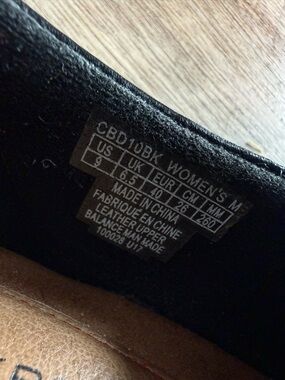 CBD10BK WOMEN'S M
US UK EUR CM MM
9 6.5 40 26 260
MADE IN CHINA
FABRIQUE EN CHINE
LEATHER UPPER
BALANCE MAN MADE
100028 U17